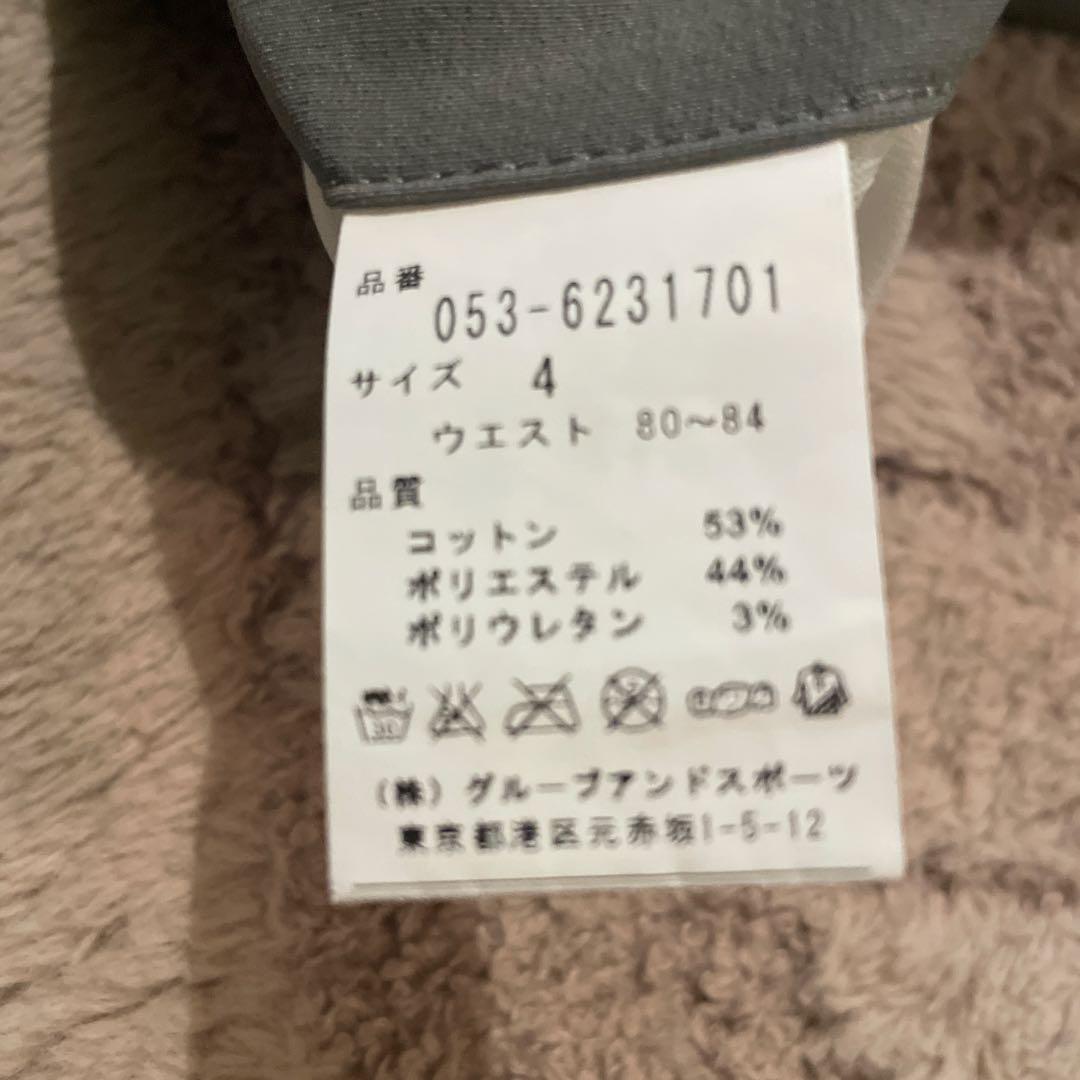 品番 053-6231701
サイズ 4
ウエスト 80～84
品質
コットン 53%
ポリエステル 44%
ポリウレタン 3%
(株)グループアンドスポーツ
東京都港区元赤坂1-5-12